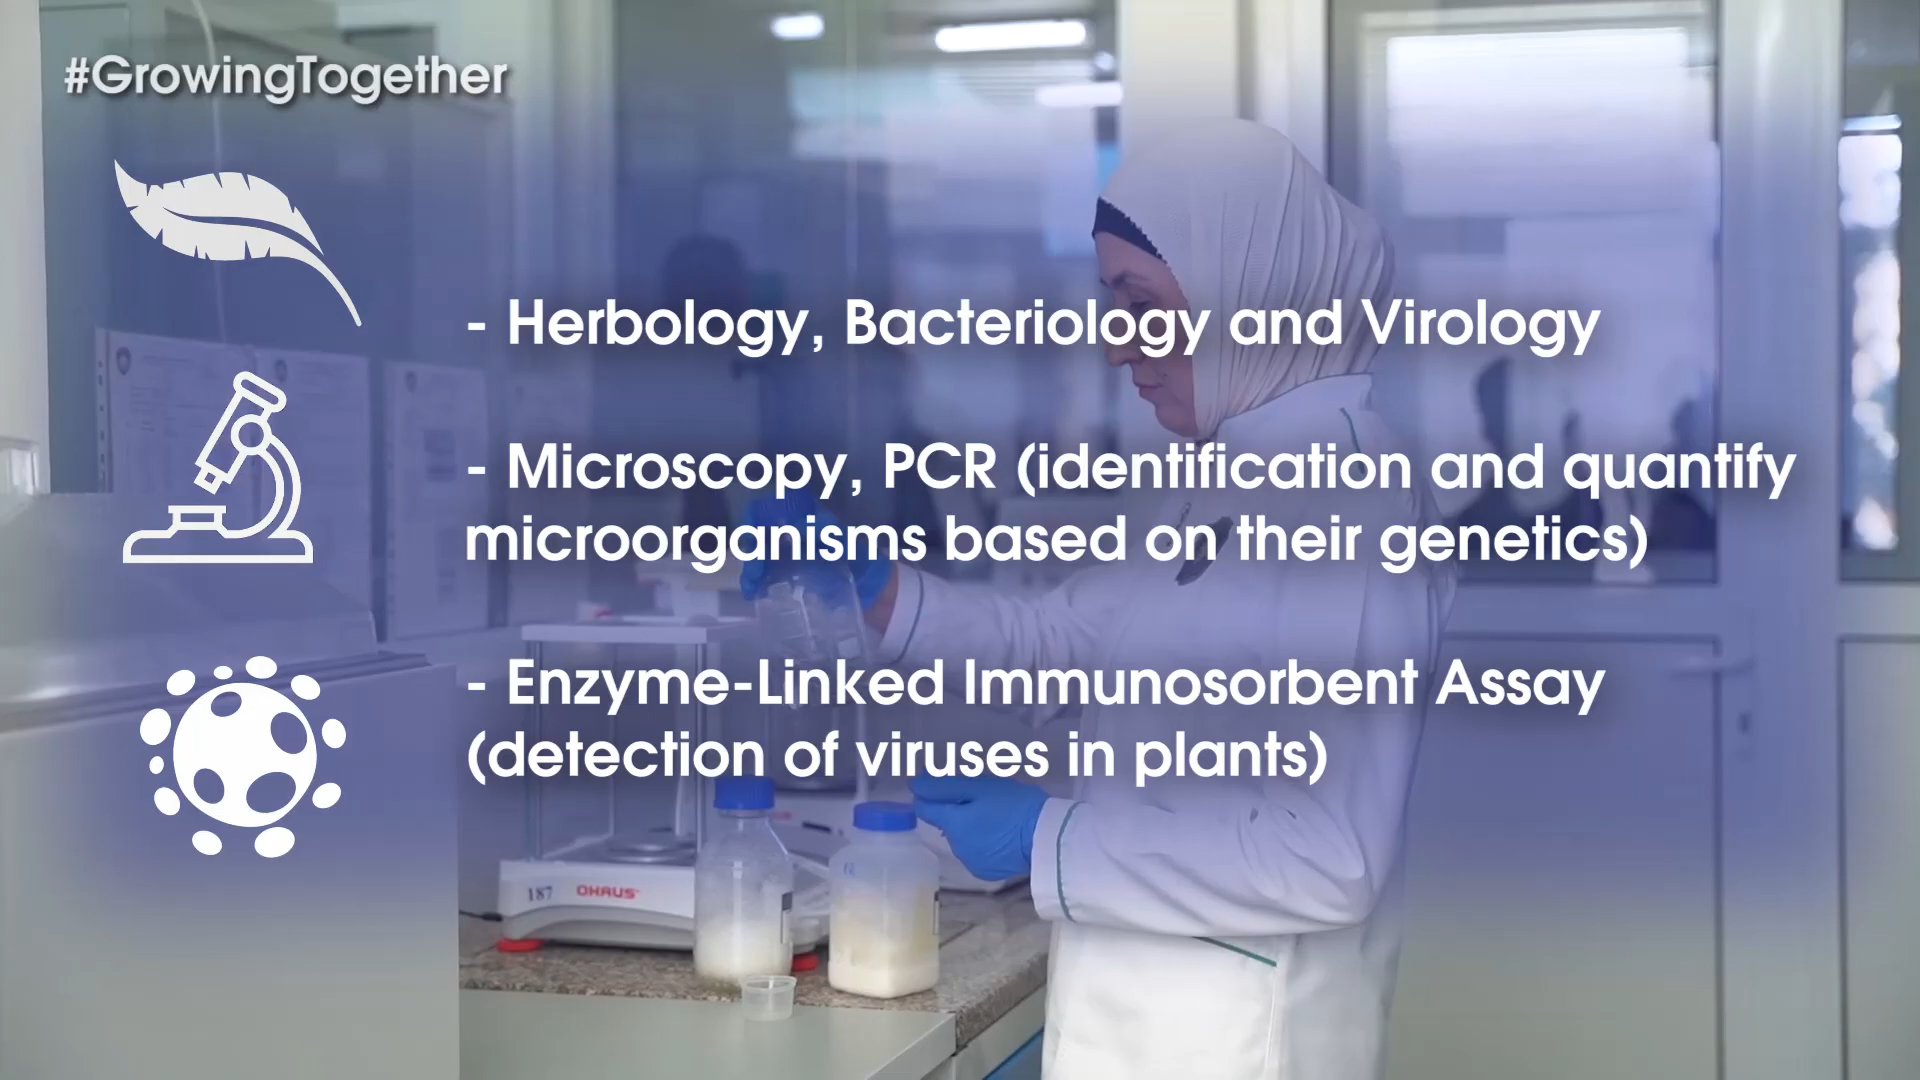 #GrowingTogether
- Herbology, Bacteriology and Virology
- Microscopy, PCR (identification and quantify
microorganisms based on their genetics)
- Enzyme-Linked Immunosorbent Assay
(detection of viruses in plants)
187 OHAUS